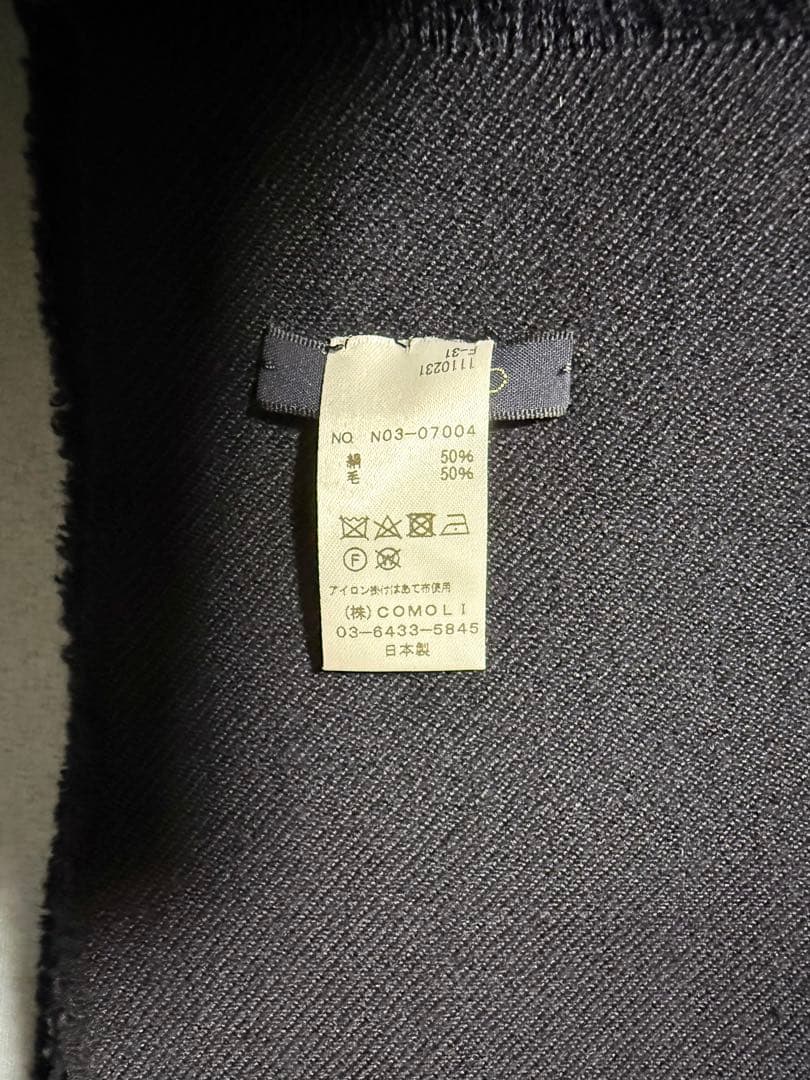 1110231
F-31
NO. N03-07004
絹 50%
毛 50%
F W
アイロン掛けはあて布使用
(株)COMOLI
03-6433-5845
日本製